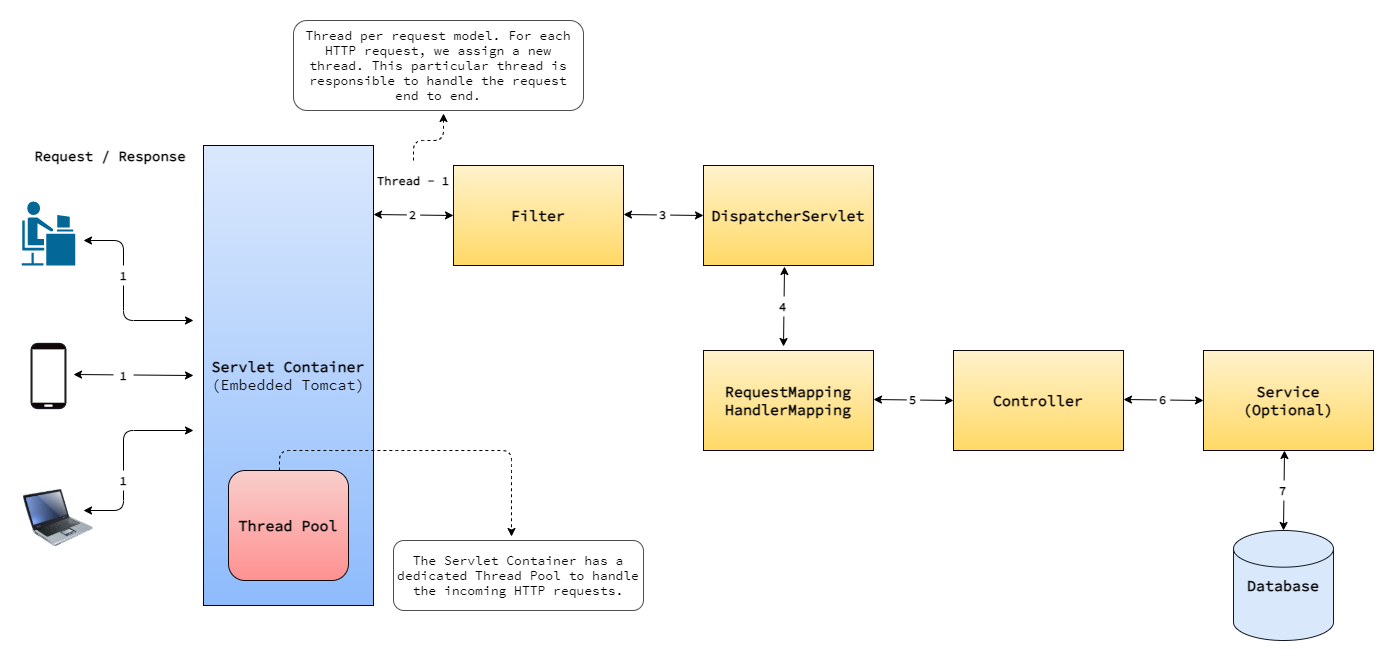 Thread per request model. For each
HTTP request, we assign a new
thread. This particular thread is
responsible to handle the request
end to end.
Request / Response
Thread - 1
Filter
DispatcherServlet
2
3
1
4
Servlet Container
(Embedded Tomcat)
1
RequestMapping
HandlerMapping
5
Controller
6
Service
(Optional)
1
7
Thread Pool
The Servlet Container has a
dedicated Thread Pool to handle
the incoming HTTP requests.
Database